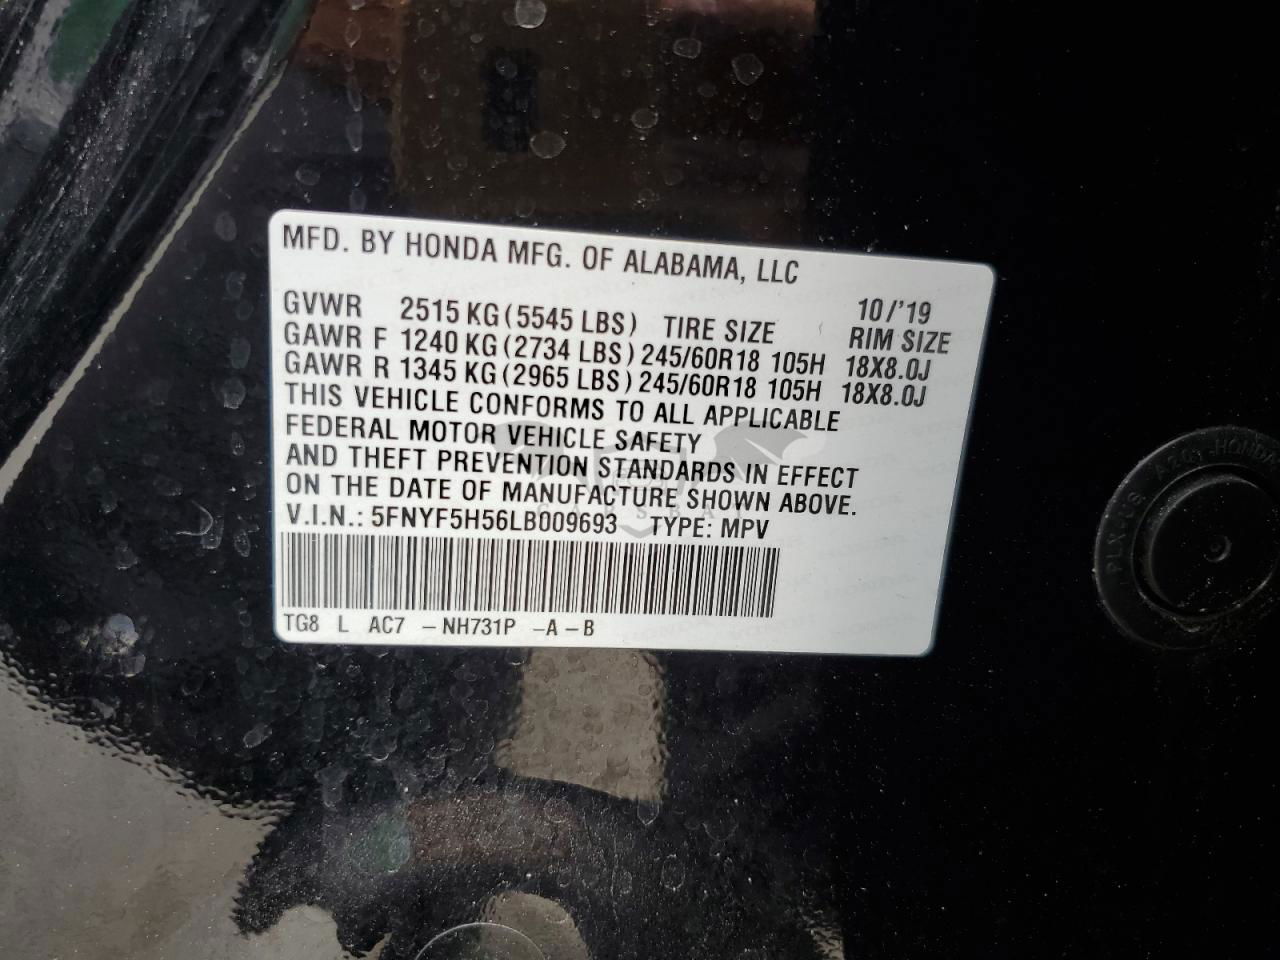 MFD. BY HONDA MFG. OF ALABAMA, LLC
10/'19
GVWR 2515 KG (5545 LBS) TIRE SIZE RIM SIZE
GAWR F 1240 KG (2734 LBS) 245/60R18 105H 18X8.0J
GAWR R 1345 KG (2965 LBS) 245/60R18 105H 18X8.0J
THIS VEHICLE CONFORMS TO ALL APPLICABLE
FEDERAL MOTOR VEHICLE SAFETY
AND THEFT PREVENTION STANDARDS IN EFFECT
ON THE DATE OF MANUFACTURE SHOWN ABOVE.
V.I.N.: 5FNYF5H56LB009693 TYPE: MPV
TG8 L AC7 -NH731P -A-B
HONDA